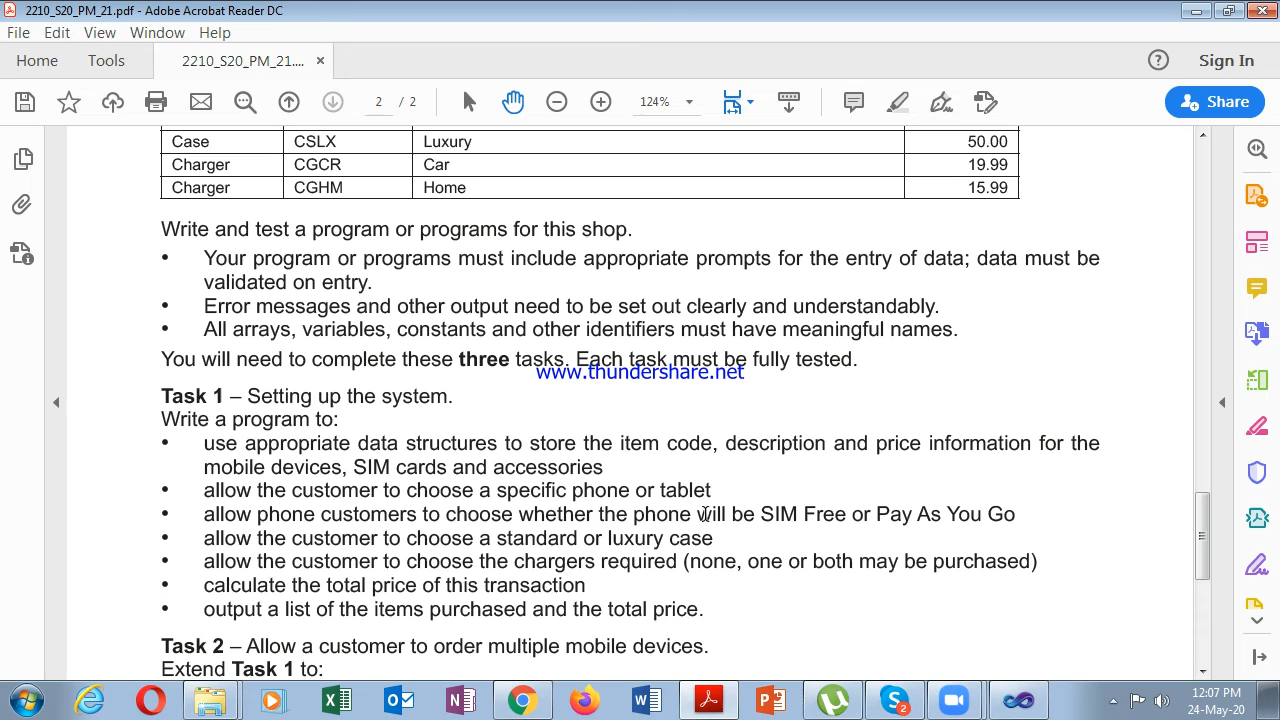 2210_S20_PM_21.pdf - Adobe Acrobat Reader DC
File Edit View Window Help
Home Tools 2210_S20_PM_21.... × ? Sign In
2 / 2 124% Share
Case CSLX Luxury 50.00
Charger CGCR Car 19.99
Charger CGHM Home 15.99
Write and test a program or programs for this shop.
• Your program or programs must include appropriate prompts for the entry of data; data must be
validated on entry.
• Error messages and other output need to be set out clearly and understandably.
• All arrays, variables, constants and other identifiers must have meaningful names.
You will need to complete these three tasks. Each task must be fully tested.
www.thundershare.net
Task 1 – Setting up the system.
Write a program to:
• use appropriate data structures to store the item code, description and price information for the
mobile devices, SIM cards and accessories
• allow the customer to choose a specific phone or tablet
• allow phone customers to choose whether the phone will be SIM Free or Pay As You Go
• allow the customer to choose a standard or luxury case
• allow the customer to choose the chargers required (none, one or both may be purchased)
• calculate the total price of this transaction
• output a list of the items purchased and the total price.
Task 2 – Allow a customer to order multiple mobile devices.
Extend Task 1 to:
12:07 PM
24-May-20